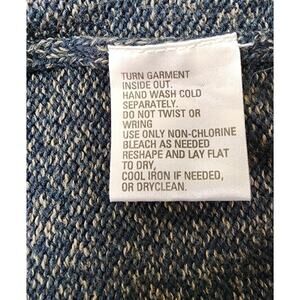 TURN GARMENT
INSIDE OUT.
HAND WASH COLD
SEPARATELY.
DO NOT TWIST OR
WRING
USE ONLY NON-CHLORINE
BLEACH AS NEEDED
RESHAPE AND LAY FLAT
TO DRY,
COOL IRON IF NEEDED,
OR DRYCLEAN.